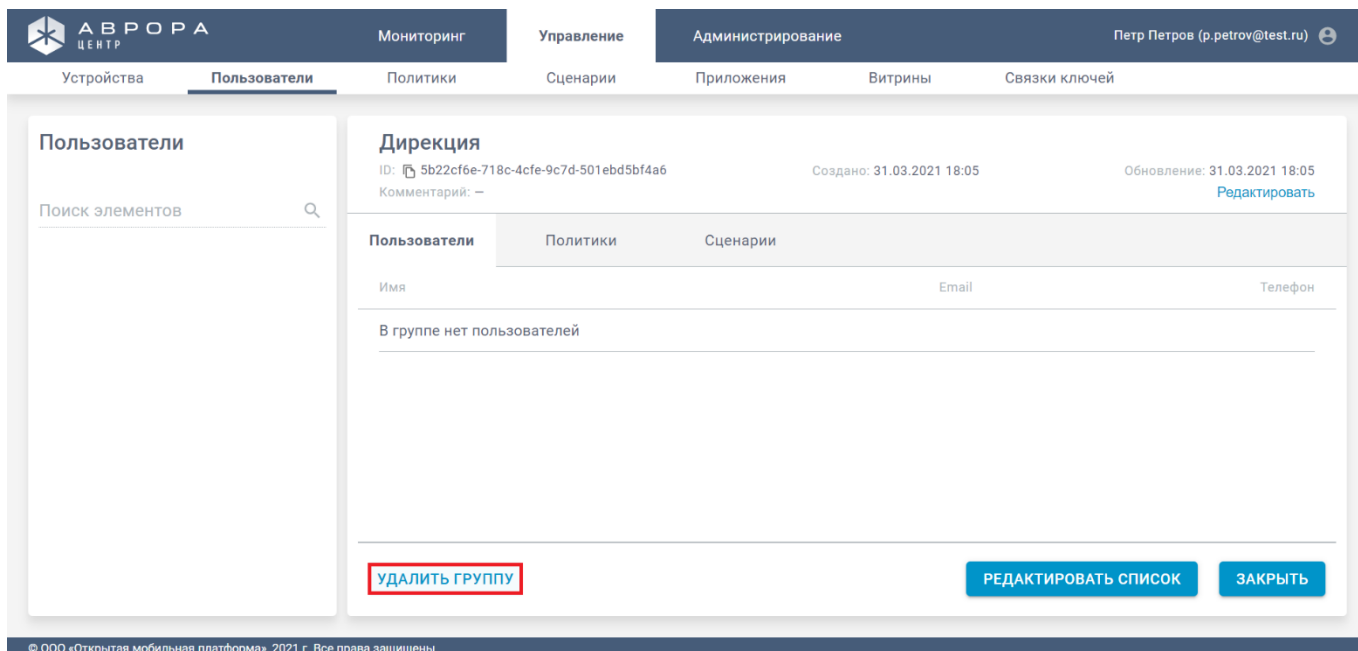 АВРОРА
ЦЕНТР
Мониторинг Управление Администрирование Петр Петров (p.petrov@test.ru)
Устройства Пользователи Политики Сценарии Приложения Витрины Связки ключей
Пользователи
Поиск элементов
Дирекция
ID: 5b22cf6e-718c-4cfe-9c7d-501ebd5bf4a6 Создано: 31.03.2021 18:05 Обновление: 31.03.2021 18:05
Комментарий: — Редактировать
Пользователи Политики Сценарии
Имя Email Телефон
В группе нет пользователей
УДАЛИТЬ ГРУППУ РЕДАКТИРОВАТЬ СПИСОК ЗАКРЫТЬ
© ООО «Открытая мобильная платформа», 2021 г. Все права защищены